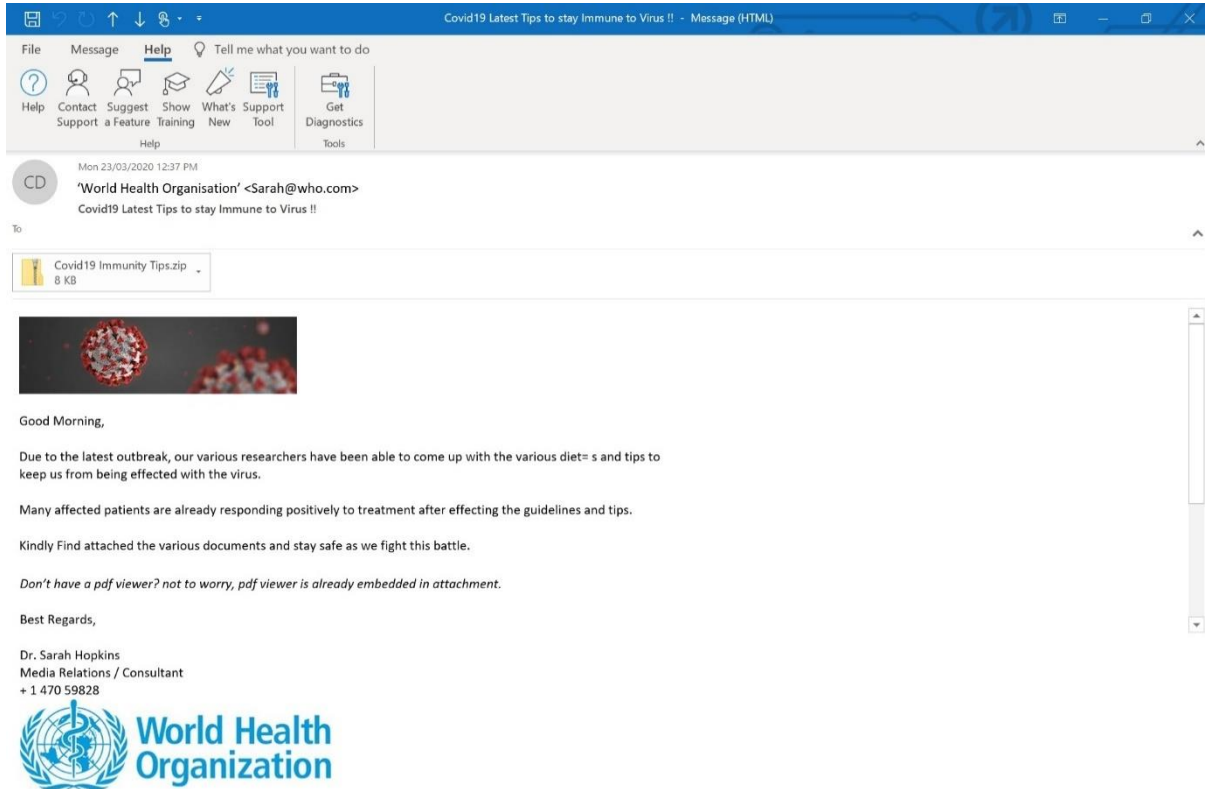 Covid19 Latest Tips to stay Immune to Virus !! - Message (HTML)
File Message Help Tell me what you want to do
Help Contact Support Suggest a Feature Show Training What's New Support Tool Get Diagnostics
Help Tools
Mon 23/03/2020 12:37 PM
CD
'World Health Organisation' <Sarah@who.com>
Covid19 Latest Tips to stay Immune to Virus !!
To
Covid19 Immunity Tips.zip
8 KB
Good Morning,
Due to the latest outbreak, our various researchers have been able to come up with the various diet= s and tips to
keep us from being effected with the virus.
Many affected patients are already responding positively to treatment after effecting the guidelines and tips.
Kindly Find attached the various documents and stay safe as we fight this battle.
Don't have a pdf viewer? not to worry, pdf viewer is already embedded in attachment.
Best Regards,
Dr. Sarah Hopkins
Media Relations / Consultant
+ 1 470 59828
World Health
Organization